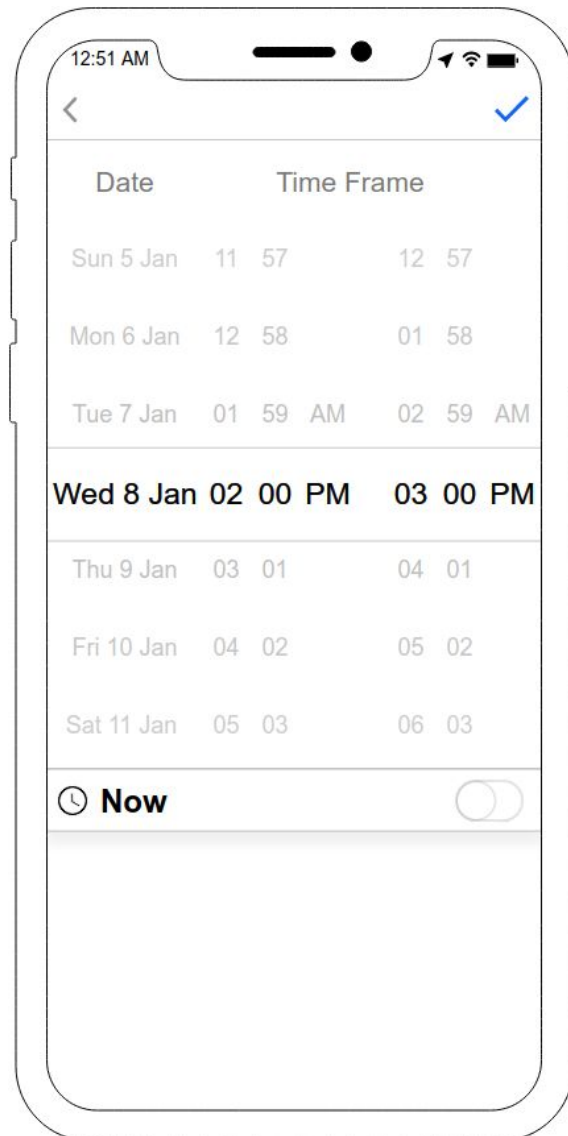 12:51 AM
Date Time Frame
Sun 5 Jan 11 57 12 57
Mon 6 Jan 12 58 01 58
Tue 7 Jan 01 59 AM 02 59 AM
Wed 8 Jan 02 00 PM 03 00 PM
Thu 9 Jan 03 01 04 01
Fri 10 Jan 04 02 05 02
Sat 11 Jan 05 03 06 03
Now